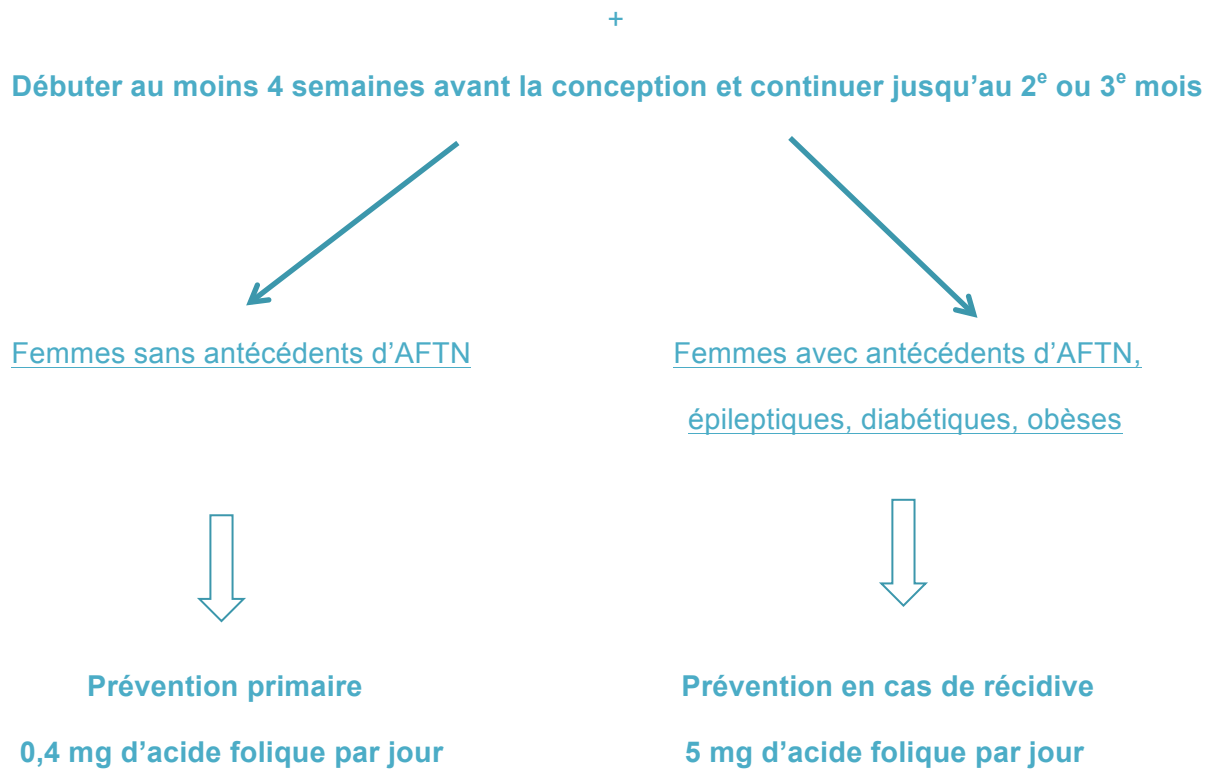 +
Débuter au moins 4 semaines avant la conception et continuer jusqu’au 2e ou 3e mois
Femmes sans antécédents d’AFTN
Femmes avec antécédents d’AFTN,
épileptiques, diabétiques, obèses
Prévention primaire
0,4 mg d’acide folique par jour
Prévention en cas de récidive
5 mg d’acide folique par jour